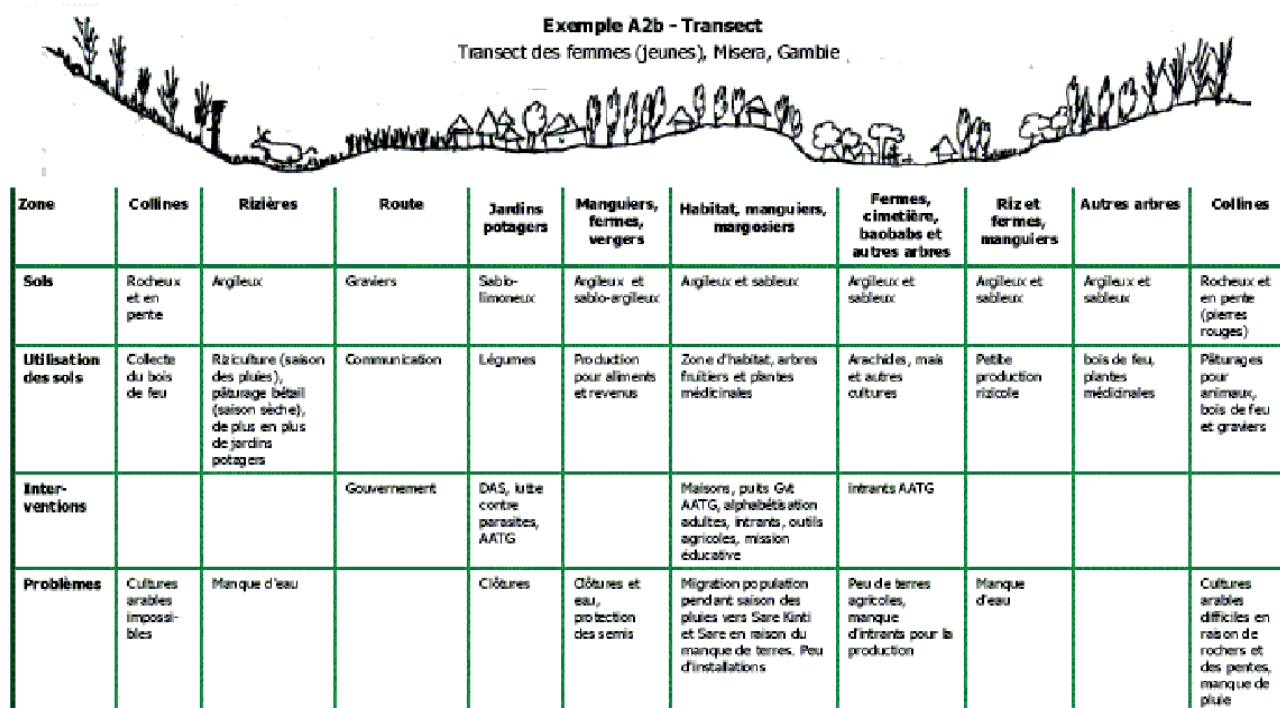 Exemple A2b - Transect
Transect des femmes (jeunes), Misera, Gambie
Zone
Collines
Rizières
Route
Jardins
potagers
Manguiers,
fermes,
vergers
Habitat, manguiers,
margosiers
Fermes,
cimetière,
baobabs et
autres arbres
Riz et
fermes,
manguiers
Autres arbres
Collines
Sols
Rocheux
et en
pente
Argileux
Graviers
Sablo-
limoneux
Argileux et
sablo-argileux
Argileux et sableux
Argileux et
sableux
Argileux et
sableux
Argileux et
sableux
Rocheux et
en pente
(pierres
rouges)
Utilisation
des sols
Collecte
du bois
de feu
Riziculture (saison
des pluies),
pâturage bétail
(saison sèche),
de plus en plus
de jardins
potagers
Communication
Légumes
Production
pour aliments
et revenus
Zone d'habitat, arbres
fruitiers et plantes
médicinales
Arachides, mais
et autres
cultures
Petite
production
rizicole
bois de feu,
plantes
médicinales
Pâturages
pour
animaux,
bois de feu
et graviers
Inter-
ventions
Gouvernement
DAS, lutte
contre
parasites,
AATG
Maisons, puits Gvt
AATG, alphabétisation
adultes, intrants, outils
agricoles, mission
éducative
intrants AATG
Problèmes
Cultures
arables
impossi-
bles
Manque d'eau
Clôtures
Clôtures et
eau,
protection
des semis
Migration population
pendant saison des
pluies vers Sare Kinti
et Sare en raison du
manque de terres. Peu
d'installations
Peu de terres
agricoles,
manque
d'intrants pour la
production
Manque
d'eau
Cultures
arables
difficiles en
raison de
rochers et
des pentes,
manque de
pluie